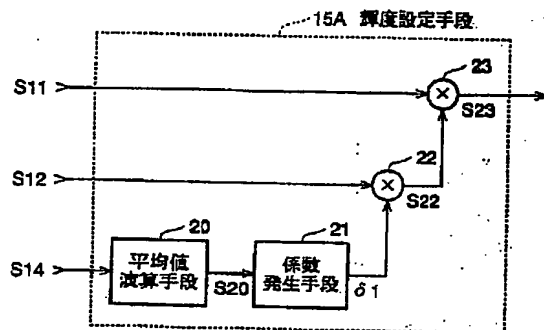 15A 輝度設定手段
23
S11
S23
22
S12
S22
20
21
S14
平均値
演算手段
S20
係数
発生手段
δ1